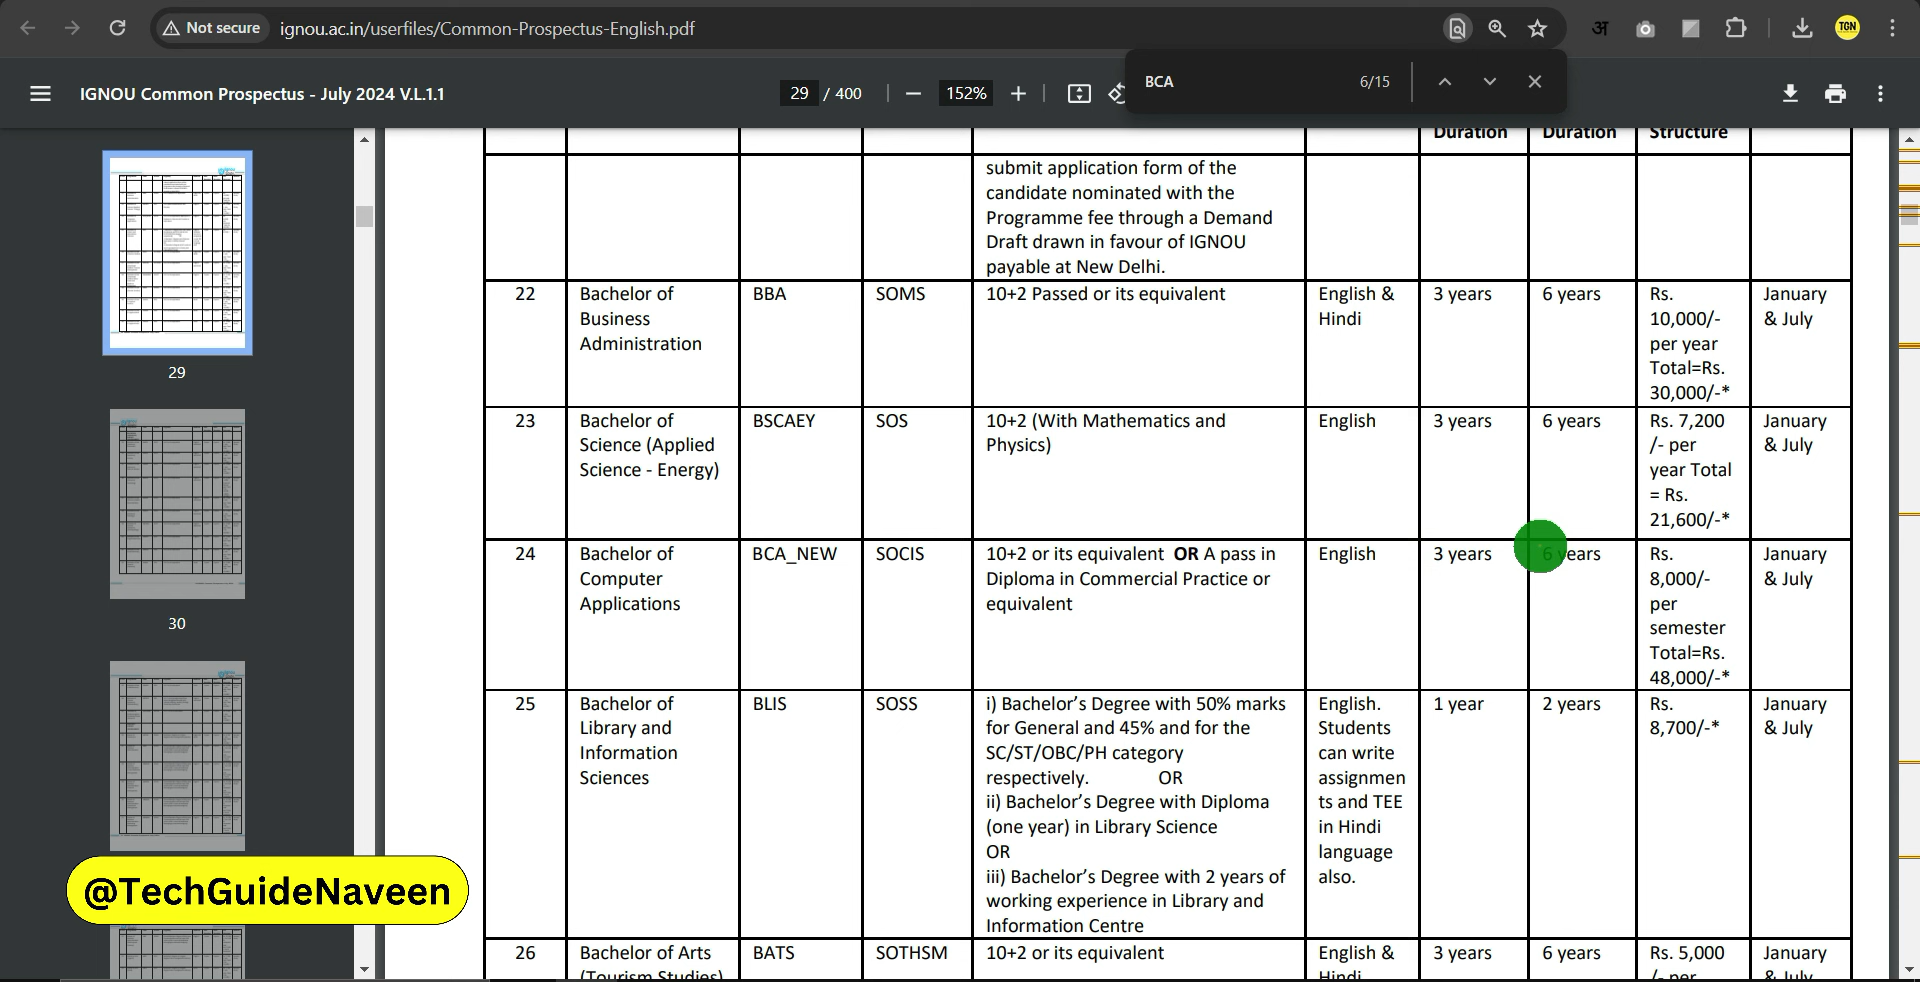 Not secure
ignou.ac.in/userfiles/Common-Prospectus-English.pdf
अ
TGN
BCA
6/15
IGNOU Common Prospectus - July 2024 V.L.1.1
29 / 400
152%
Duration
Duration
Structure
submit application form of the
candidate nominated with the
Programme fee through a Demand
Draft drawn in favour of IGNOU
payable at New Delhi.
22
Bachelor of
Business
Administration
BBA
SOMS
10+2 Passed or its equivalent
English &
Hindi
3 years
6 years
Rs.
10,000/-
per year
Total=Rs.
30,000/-*
January
& July
23
Bachelor of
Science (Applied
Science - Energy)
BSCAEY
SOS
10+2 (With Mathematics and
Physics)
English
3 years
6 years
Rs. 7,200
/- per
year Total
= Rs.
21,600/-*
January
& July
24
Bachelor of
Computer
Applications
BCA_NEW
SOCIS
10+2 or its equivalent OR A pass in
Diploma in Commercial Practice or
equivalent
English
3 years
6 years
Rs.
8,000/-
per
semester
Total=Rs.
48,000/-*
January
& July
25
Bachelor of
Library and
Information
Sciences
BLIS
SOSS
i) Bachelor’s Degree with 50% marks
for General and 45% and for the
SC/ST/OBC/PH category
respectively. OR
ii) Bachelor’s Degree with Diploma
(one year) in Library Science
OR
iii) Bachelor’s Degree with 2 years of
working experience in Library and
Information Centre
English.
Students
can write
assignmen
ts and TEE
in Hindi
language
also.
1 year
2 years
Rs.
8,700/-*
January
& July
26
Bachelor of Arts
(Tourism Studies)
BATS
SOTHSM
10+2 or its equivalent
English &
Hindi
3 years
6 years
Rs. 5,000
/- per
January
& July
29
30
@TechGuideNaveen